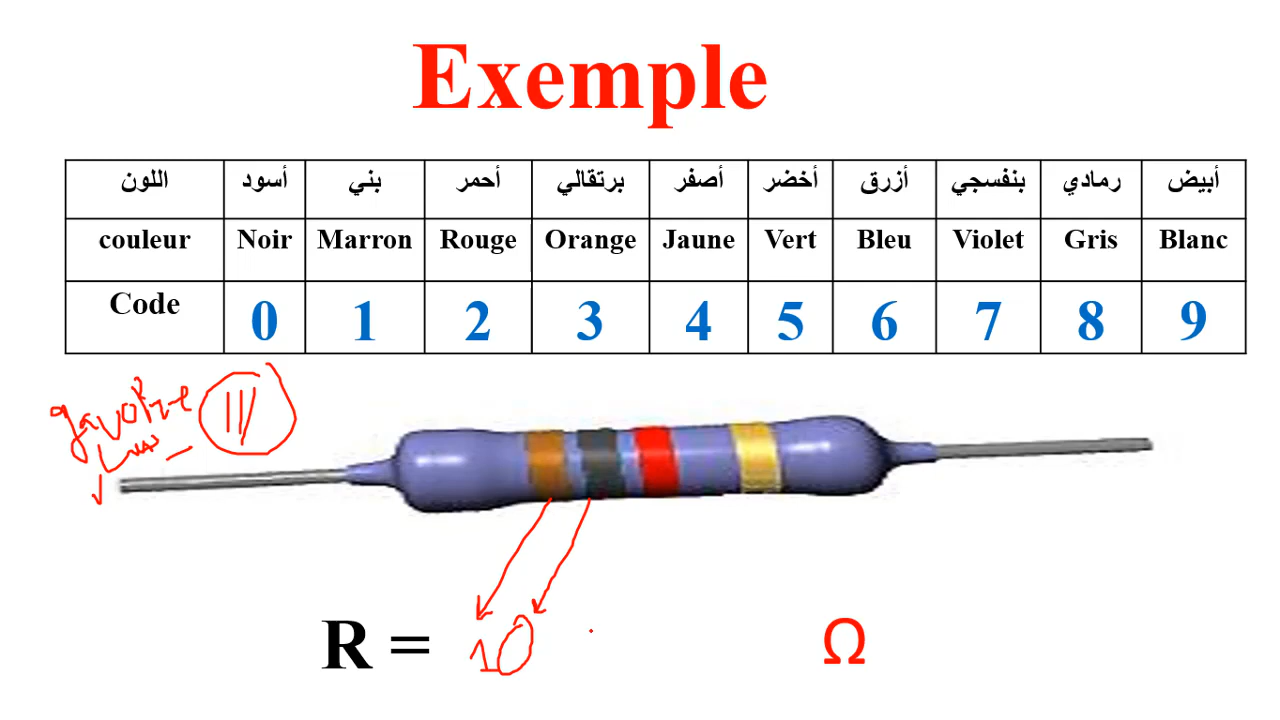 Exemple
اللون أسود بني أحمر برتقالي أصفر أخضر أزرق بنفسجي رمادي أبيض
couleur Noir Marron Rouge Orange Jaune Vert Bleu Violet Gris Blanc
Code 0 1 2 3 4 5 6 7 8 9
R = 10 Ω